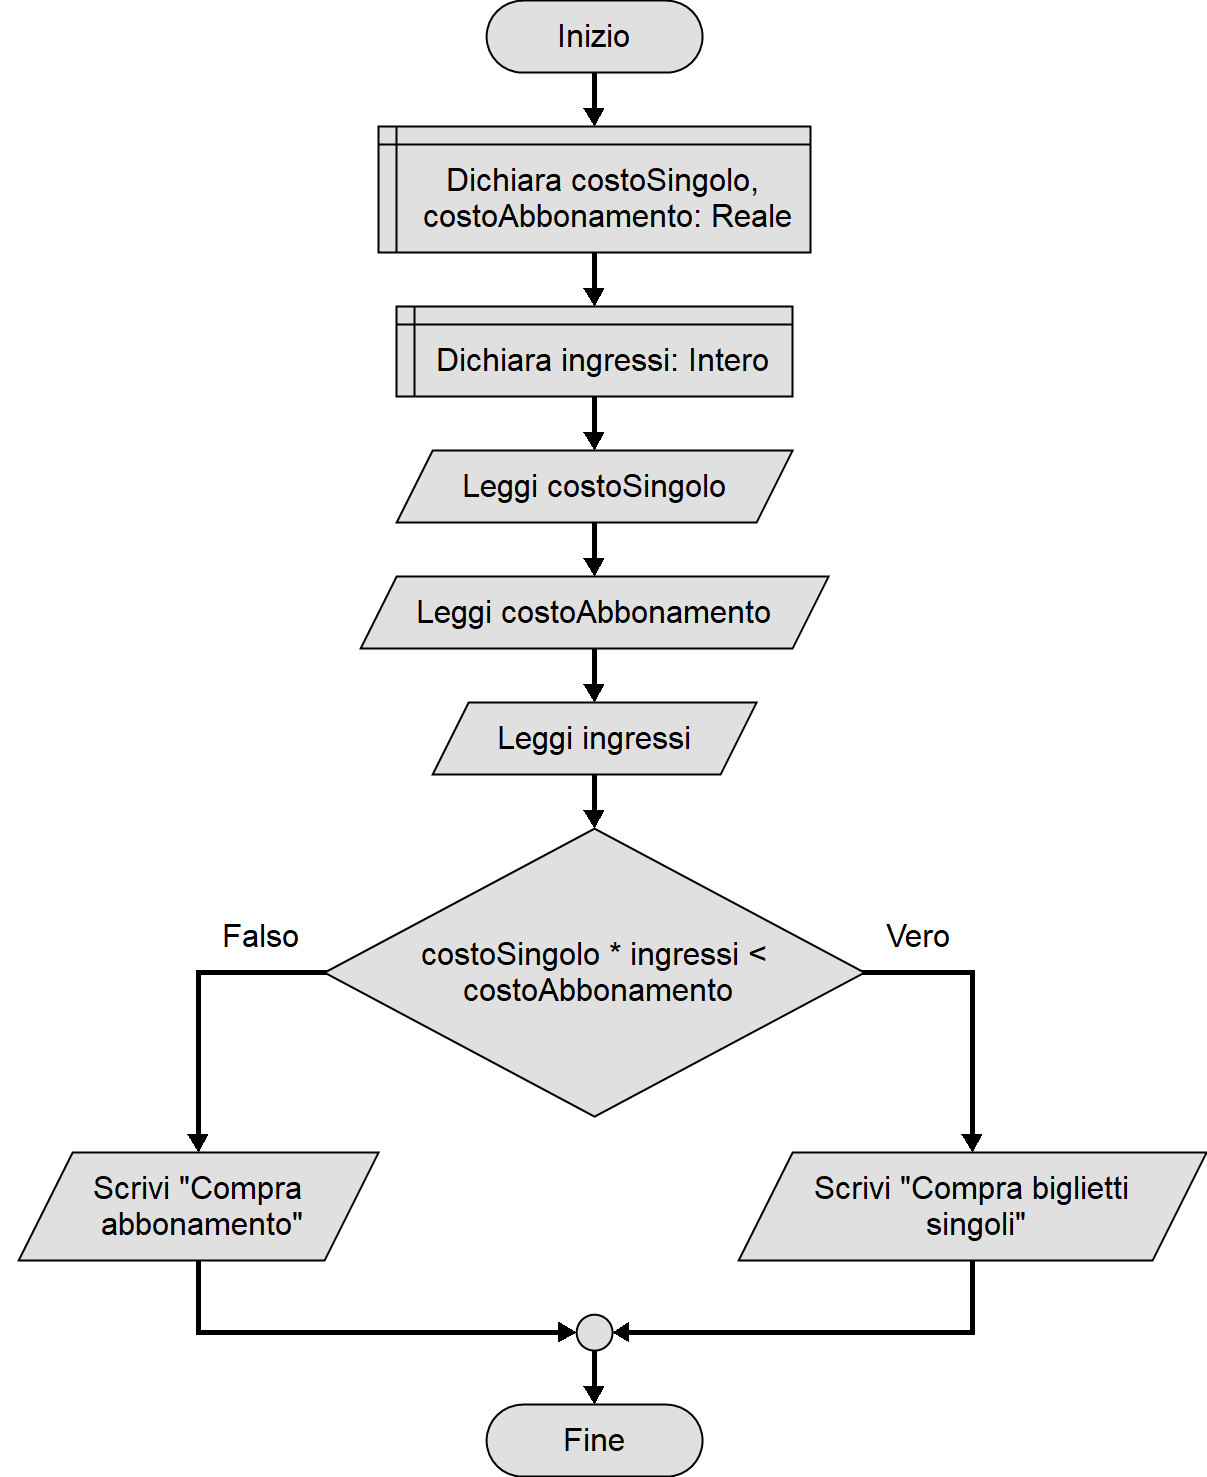 Inizio
Dichiara costoSingolo,
costoAbbonamento: Reale
Dichiara ingressi: Intero
Leggi costoSingolo
Leggi costoAbbonamento
Leggi ingressi
Falso
Vero
costoSingolo * ingressi <
costoAbbonamento
Scrivi "Compra
abbonamento"
Scrivi "Compra biglietti
singoli"
Fine